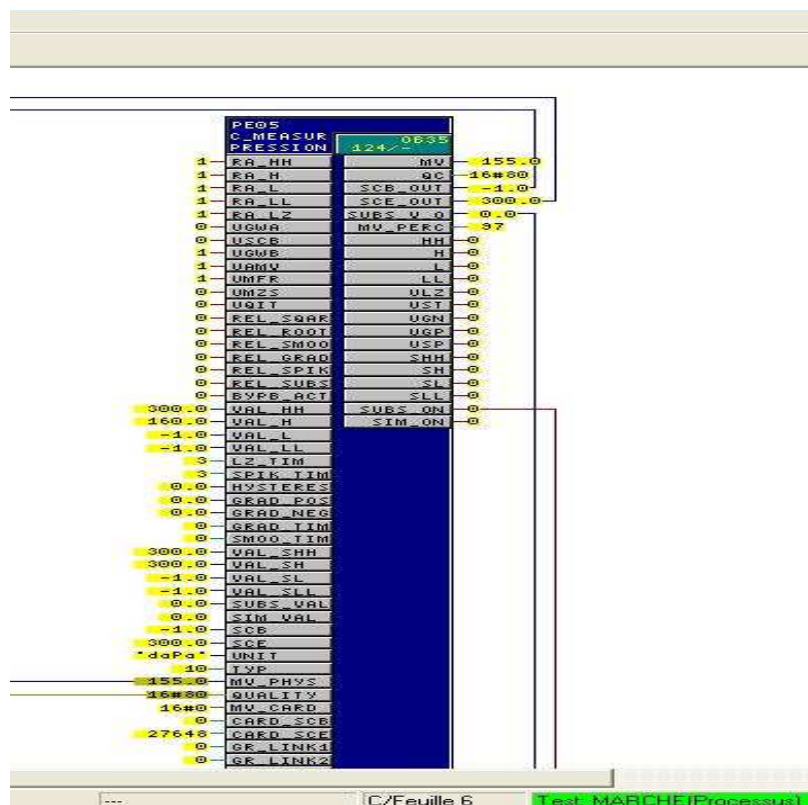 PE05
C_MEASUR OB35
PRESSION 124/-
1 RA_HH MV 155.0
1 RA_H QC 16#80
1 RA_L SCB_OUT -1.0
1 RA_LL SCE_OUT 300.0
1 RA_LZ SUBS_V_O 0.0
0 UGWA MV_PERC 97
0 USCB HH 0
1 UGWB H 0
1 UAMV L 0
1 UMFR LL 0
0 UMZS ULZ 0
0 UQIT UST 0
0 REL_SQAR UGN 0
0 REL_ROOT UGP 0
0 REL_SMOO USP 0
0 REL_GRAD SHH 0
0 REL_SPIK SH 0
0 REL_SUBS SL 0
0 BYPB_ACT SLL 0
300.0 VAL_HH SUBS_ON 0
160.0 VAL_H SIM_ON 0
-1.0 VAL_L
-1.0 VAL_LL
3 LZ_TIM
3 SPIK_TIM
0.0 HYSTERES
0.0 GRAD_POS
0.0 GRAD_NEG
0 GRAD_TIM
0 SMOO_TIM
300.0 VAL_SHH
300.0 VAL_SH
-1.0 VAL_SL
-1.0 VAL_SLL
0.0 SUBS_VAL
0.0 SIM_VAL
-1.0 SCB
300.0 SCE
"daPa" UNIT
10 TYP
155.0 MV_PHYS
16#80 QUALITY
16#0 MV_CARD
0 CARD_SCB
27648 CARD_SCE
0 GR_LINK1
0 GR_LINK2
--- C/Feuille 6 Test: MARCHE(Processus)